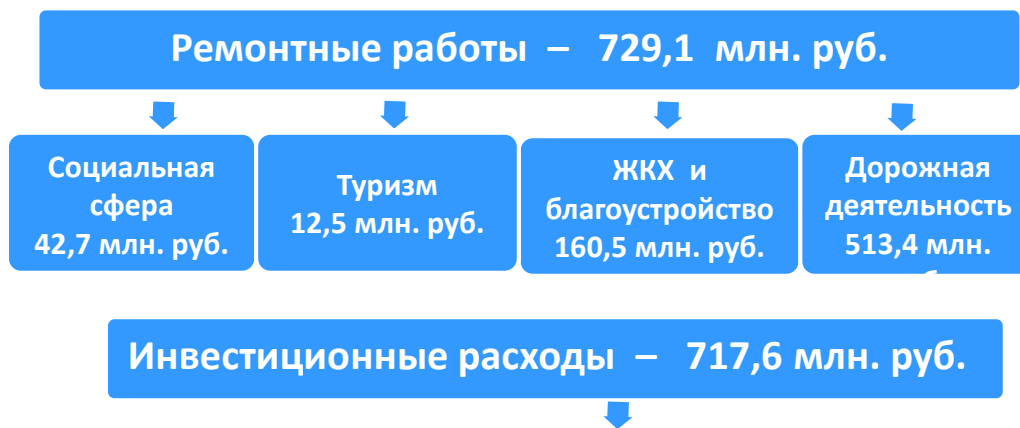 Ремонтные работы – 729,1 млн. руб.
Социальная
сфера
42,7 млн. руб.
Туризм
12,5 млн. руб.
ЖКХ и
благоустройство
160,5 млн. руб.
Дорожная
деятельность
513,4 млн.
Инвестиционные расходы – 717,6 млн. руб.